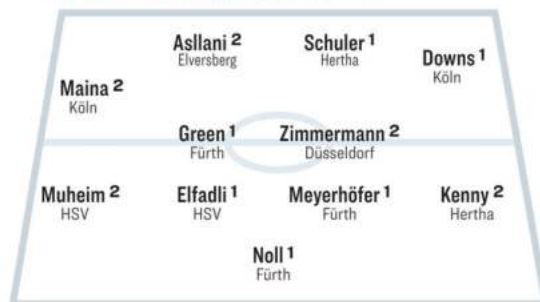 Asllani 2
Elversberg
Schuler 1
Hertha
Downs 1
Köln
Maina 2
Köln
Green 1
Fürth
Zimmermann 2
Düsseldorf
Muheim 2
HSV
Elfadli 1
HSV
Meyerhöfer 1
Fürth
Kenny 2
Hertha
Noll 1
Fürth